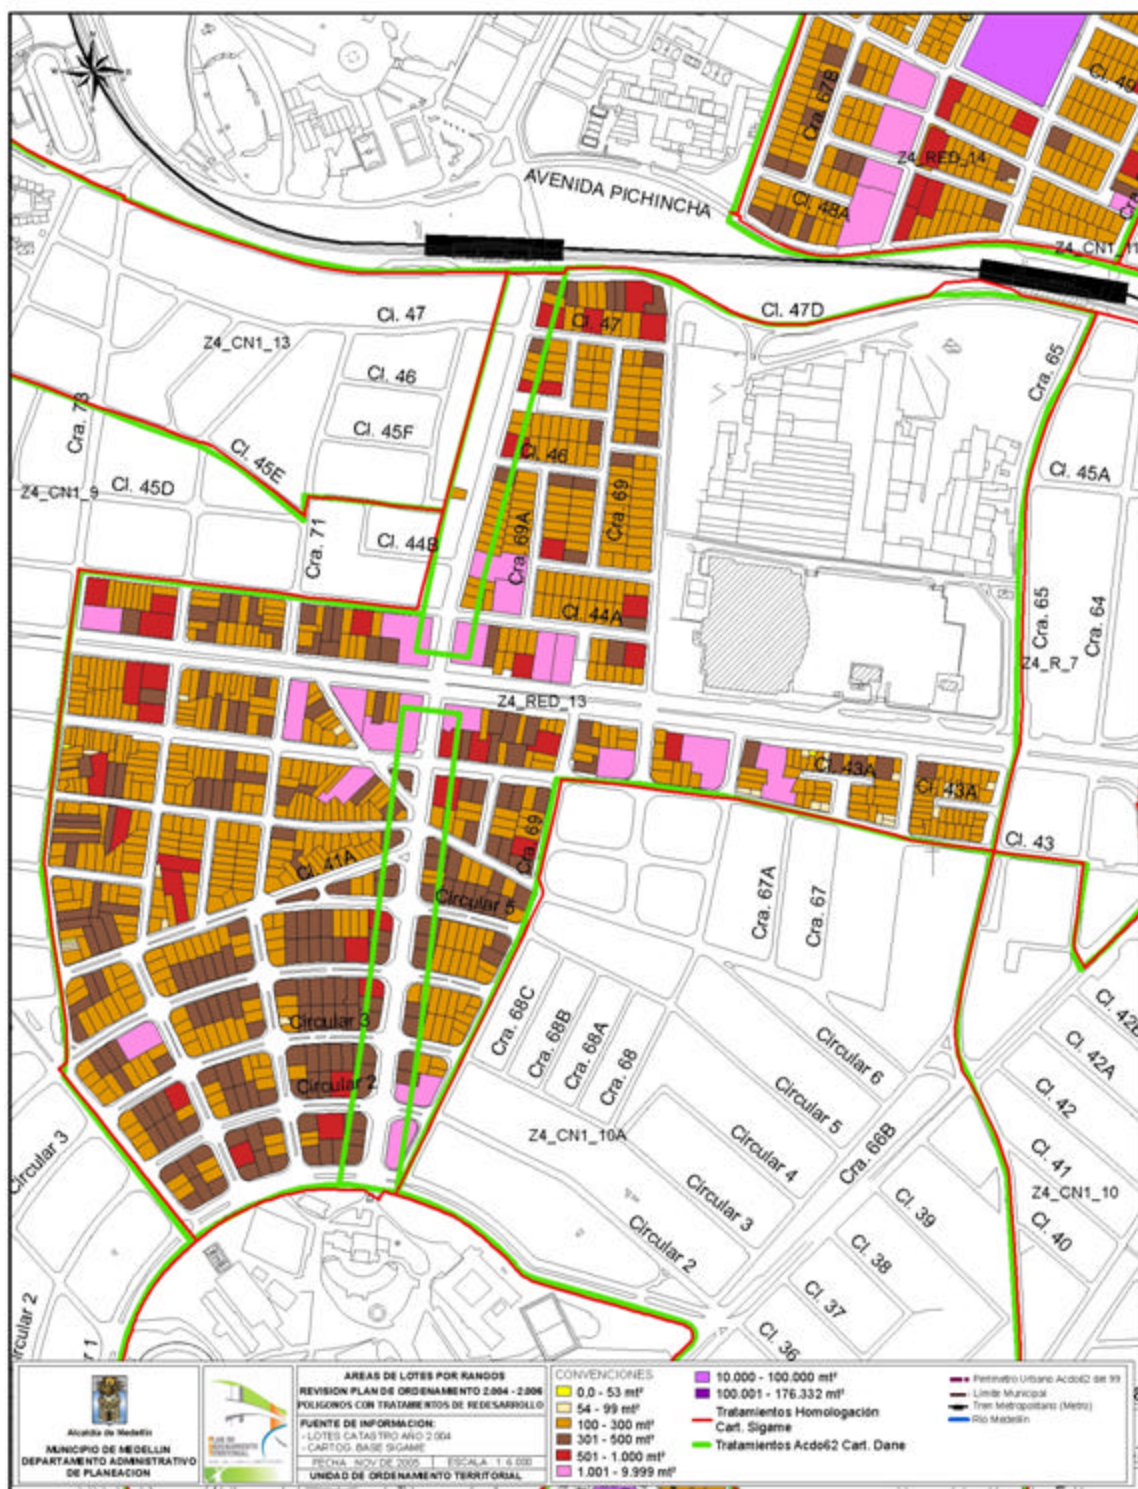 Cl. 49
Cra. 67B
Z4_RED_14
AVENIDA PICHINCHA
Cl. 48A
Z4_CN1_11
Cl. 47
Cl. 47
Cl. 47D
Z4_CN1_13
Cra. 65
Cl. 46
Cra. 73
Cl. 45F
Cl. 46
Cl. 45E
Cra. 69
Cl. 45A
Z4_CN1_9
Cl. 45D
Cra. 71
Cl. 44B
Cra. 69A
Cl. 44A
Cra. 65
Cra. 64
Z4_R_7
Z4_RED_13
Cl. 43A
Cl. 43A
Cl. 43
Cra. 69
Cl. 41A
Circular 5
Cra. 67A
Cra. 67
Cra. 68C
Cra. 68B
Cra. 68A
Cra. 68
Circular 3
Circular 6
Cl. 42B
Cl. 42A
Circular 2
Circular 5
Cl. 42
Circular 3
Z4_CN1_10A
Circular 4
Cra. 66B
Cl. 41
Z4_CN1_10
Circular 3
Cl. 39
Cl. 40
Circular 2
Cl. 38
Cl. 37
Cl. 36
Alcaldía de Medellín
MUNICIPIO DE MEDELLIN
DEPARTAMENTO ADMINISTRATIVO
DE PLANEACION
AREAS DE LOTES POR RANGOS
REVISION PLAN DE ORDENAMIENTO 2.004 - 2.006
POLIGONOS CON TRATAMIENTOS DE REDESARROLLO
FUENTE DE INFORMACION:
- LOTES CATASTRO AÑO 2.004
- CARTOG. BASE SIGAME
FECHA: NOV DE 2005 ESCALA: 1:6.000
UNIDAD DE ORDENAMIENTO TERRITORIAL
CONVENCIONES
0,0 - 53 mt²
54 - 99 mt²
100 - 300 mt²
301 - 500 mt²
501 - 1.000 mt²
1.001 - 9.999 mt²
10.000 - 100.000 mt²
100.001 - 176.332 mt²
Tratamientos Homologación
Cart. Sigame
Tratamientos Acdo62 Cart. Dane
Perimetro Urbano Acdo62 del 99
Limite Municipal
Tren Metropolitano (Metro)
Rio Medellin